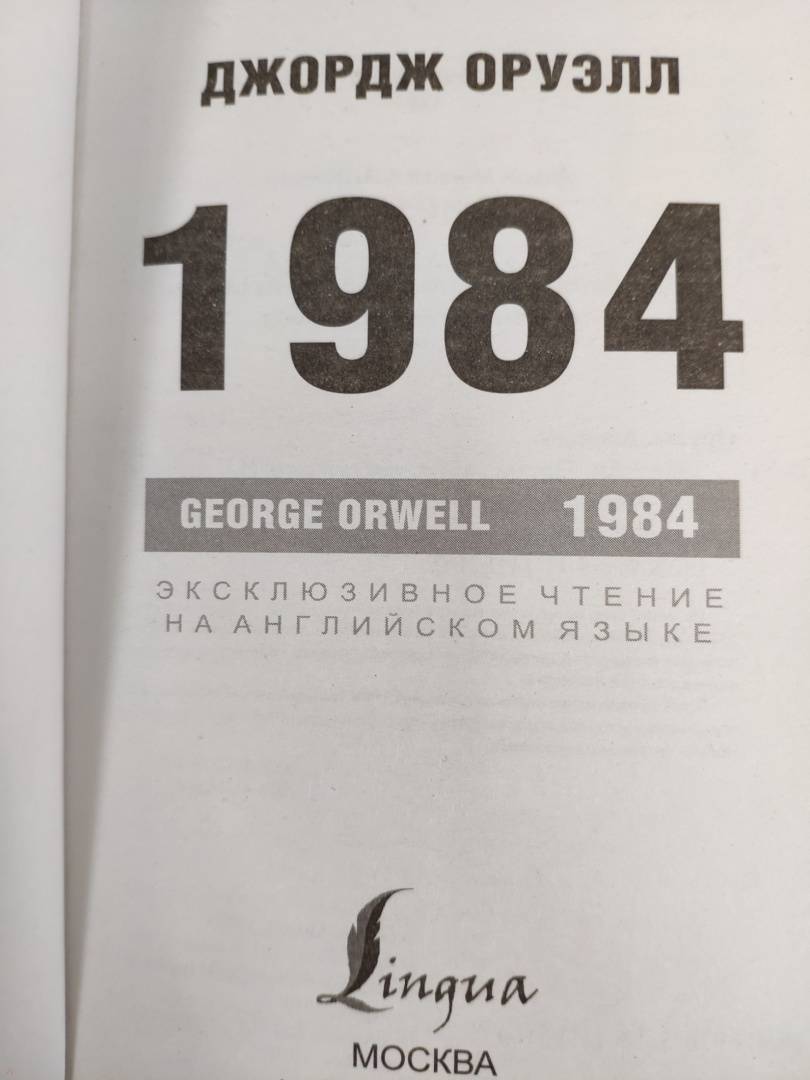 ДЖОРДЖ ОРУЭЛЛ
1984
GEORGE ORWELL 1984
ЭКСКЛЮЗИВНОЕ ЧТЕНИЕ
НА АНГЛИЙСКОМ ЯЗЫКЕ
Lingua
МОСКВА